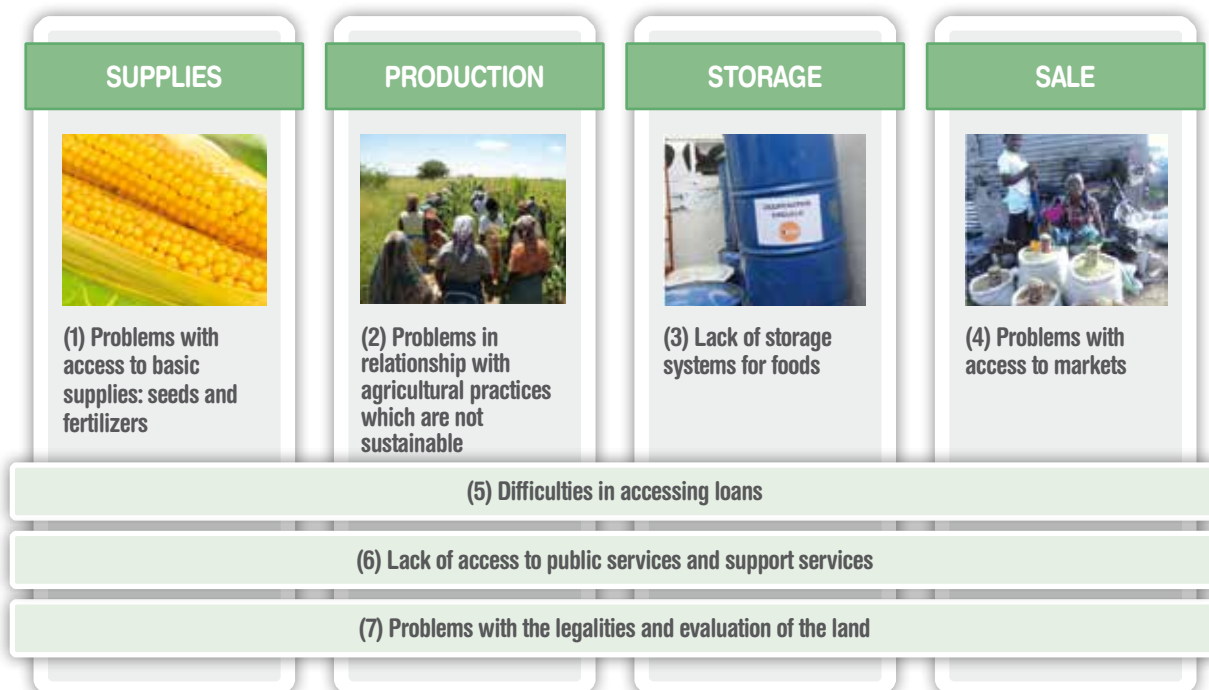 SUPPLIES
PRODUCTION
STORAGE
SALE
(1) Problems with
access to basic
supplies: seeds and
fertilizers
(2) Problems in
relationship with
agricultural practices
which are not
sustainable
(3) Lack of storage
systems for foods
(4) Problems with
access to markets
(5) Difficulties in accessing loans
(6) Lack of access to public services and support services
(7) Problems with the legalities and evaluation of the land